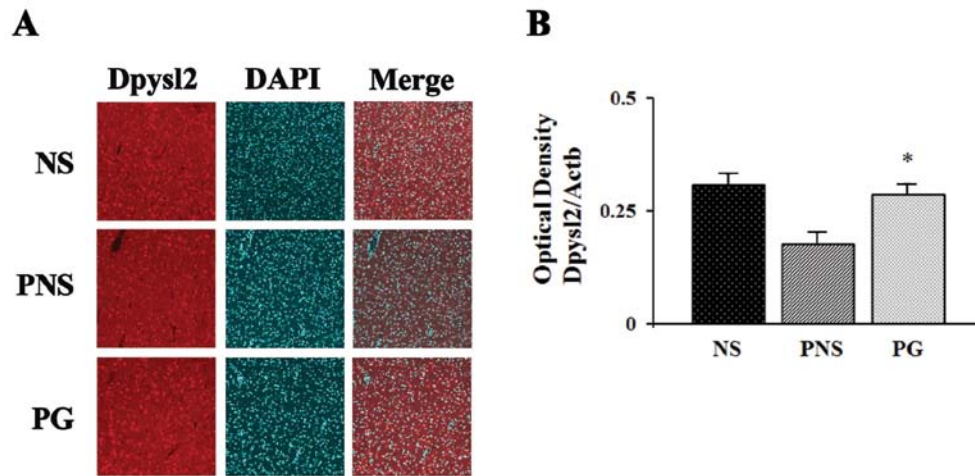 A
Dpysl2 DAPI Merge
NS
PNS
PG
B
Optical Density
Dpysl2/Actb
0.5
0.25
0
*
NS PNS PG